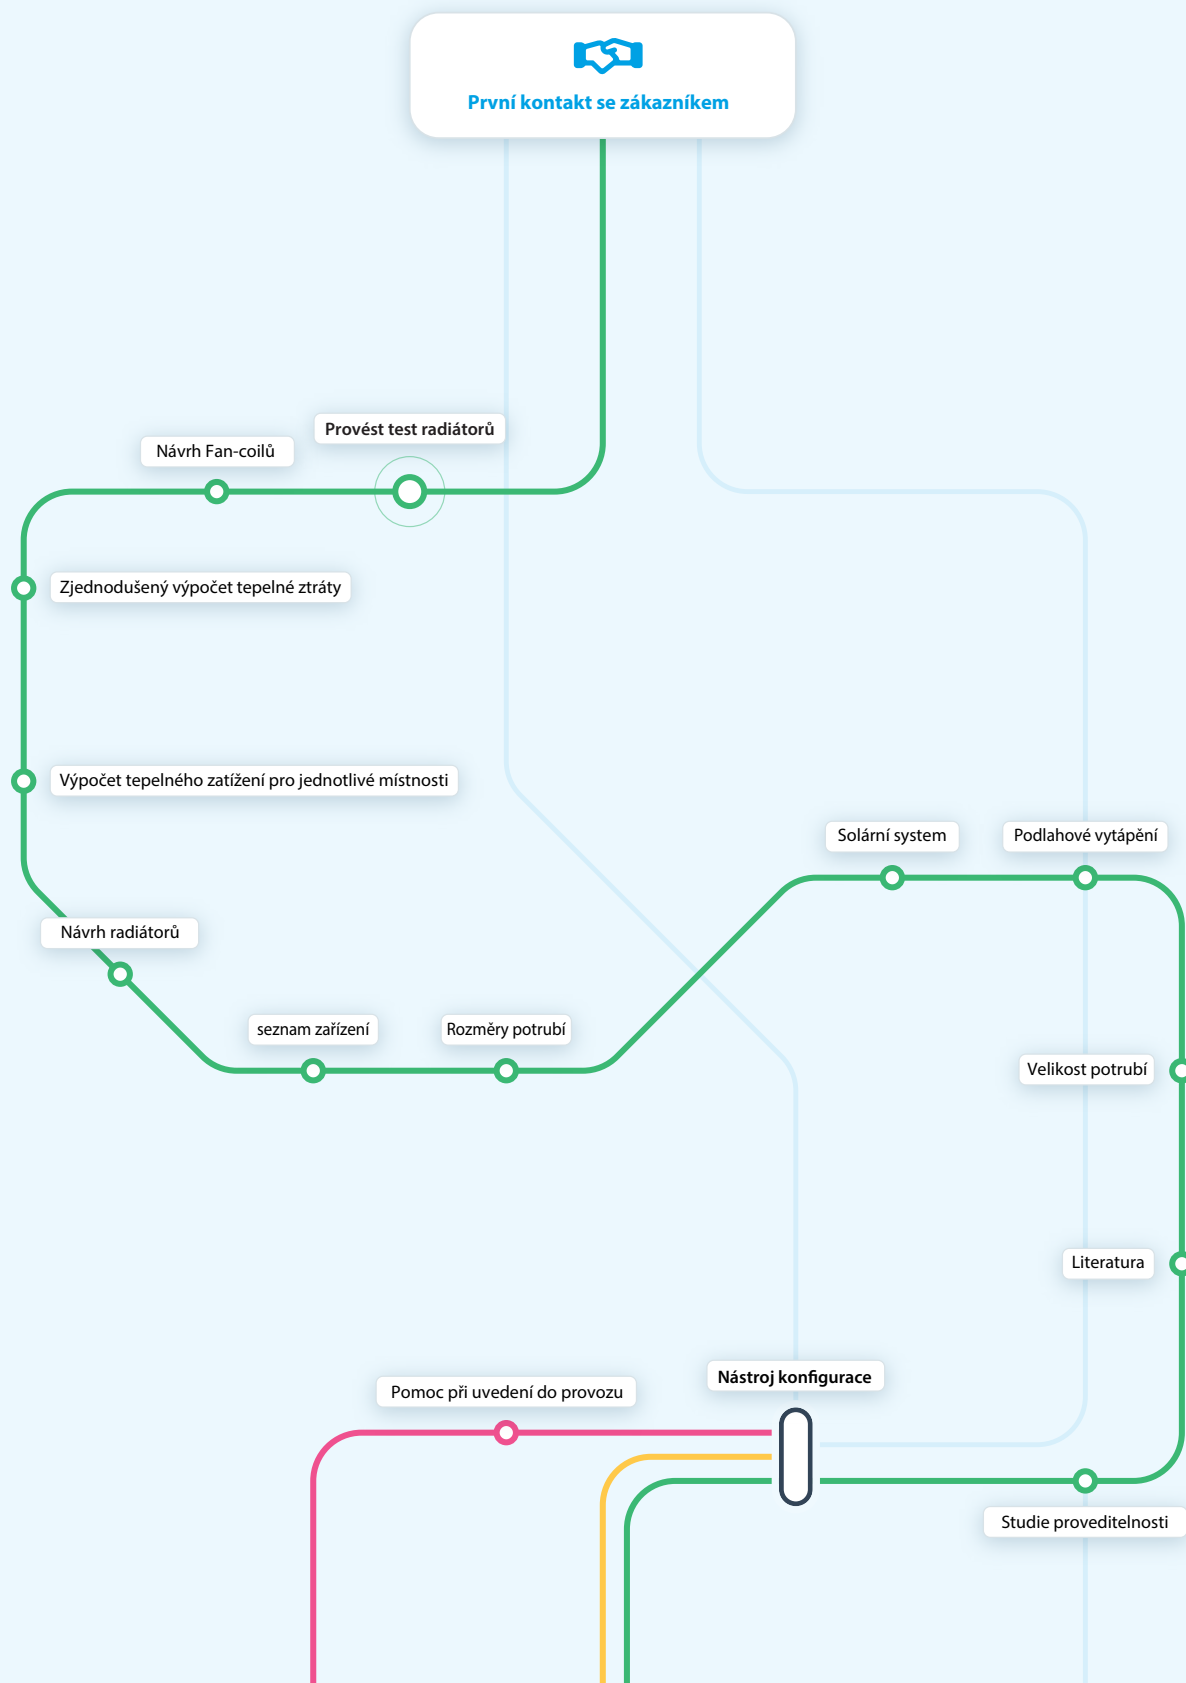 První kontakt se zákazníkem
Provést test radiátorů
Návrh Fan-coilů
Zjednodušený výpočet tepelné ztráty
Výpočet tepelného zatížení pro jednotlivé místnosti
Solární system
Podlahové vytápění
Návrh radiátorů
seznam zařízení
Rozměry potrubí
Velikost potrubí
Literatura
Nástroj konfigurace
Pomoc při uvedení do provozu
Studie proveditelnosti